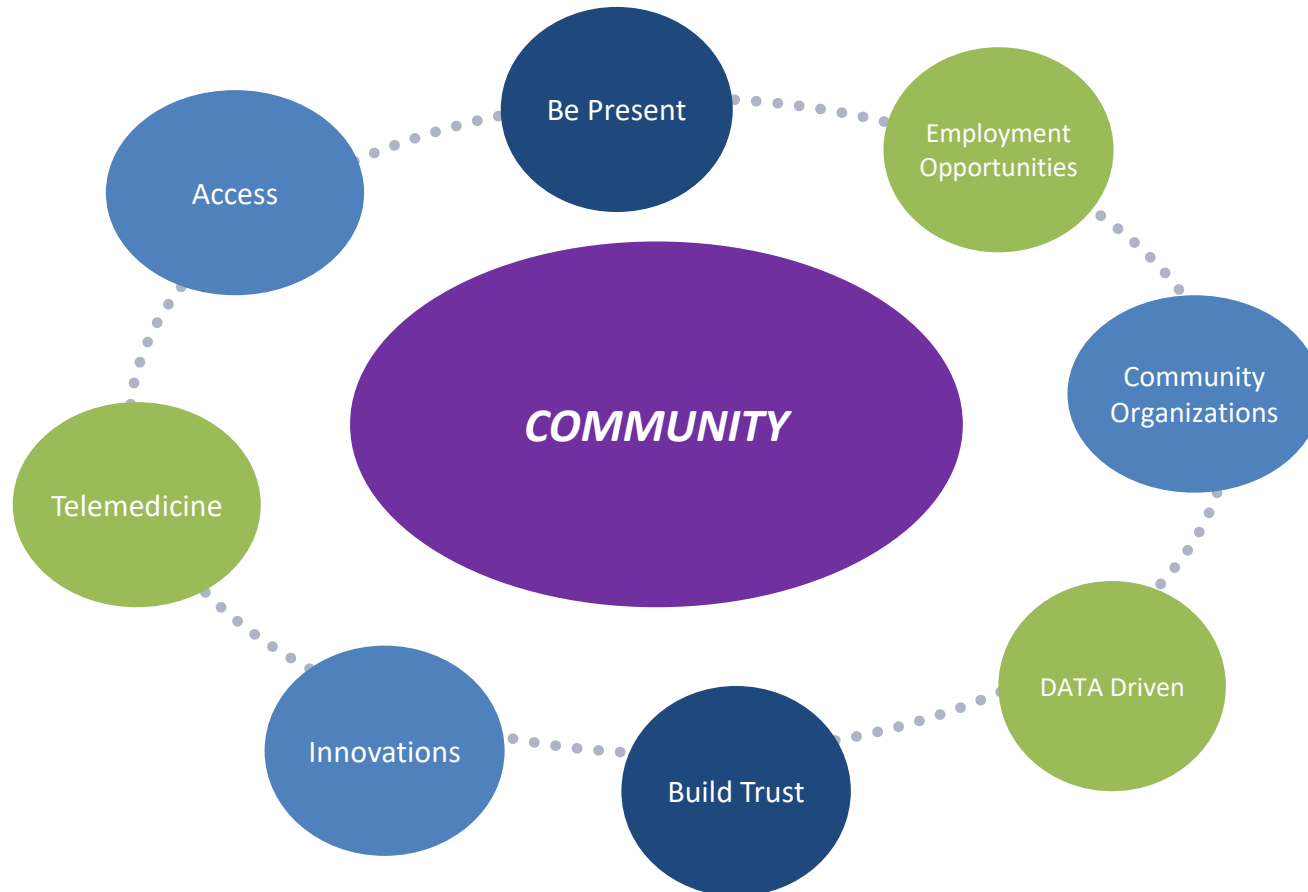 Be Present
Employment
Opportunities
Access
Community
Organizations
COMMUNITY
Telemedicine
DATA Driven
Innovations
Build Trust